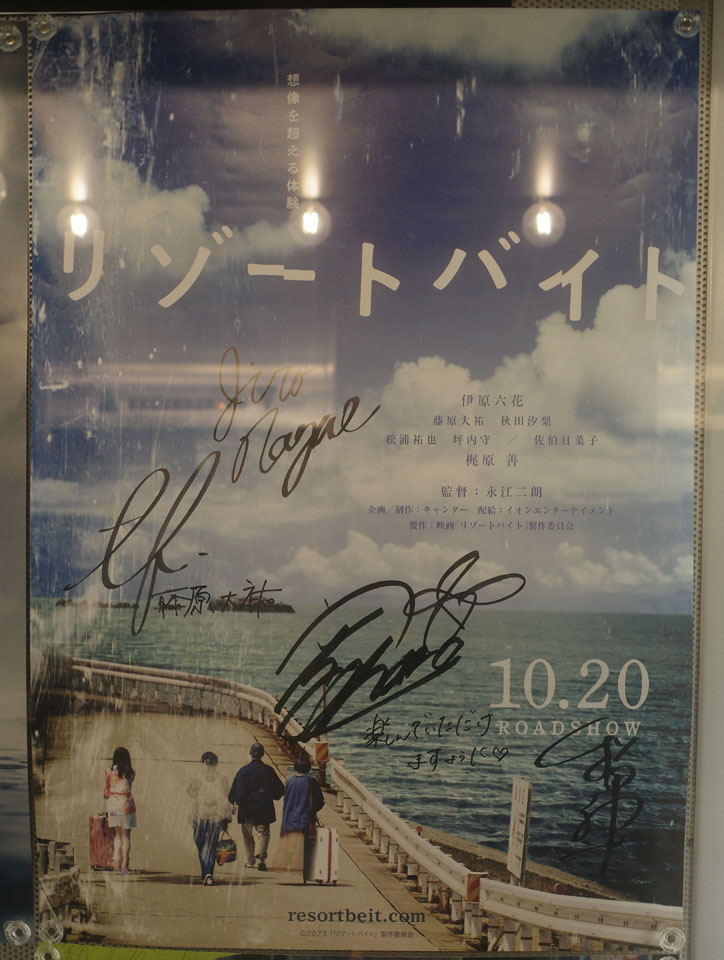 想像を超える体験
リゾートバイト
Jiro
Nagae
伊原六花
藤原大祐 秋田汐梨
松浦祐也 坪内守 / 佐伯日菜子
梶原 善
監督：永江二朗
企画 制作：キャンター 配給：イオンエンターテイメント
製作：映画「リゾートバイト」製作委員会
藤原大祐
10.20
ROADSHOW
楽しんでいただけ
ますように♡
resortbeit.com
©2023「リゾートバイト」製作委員会